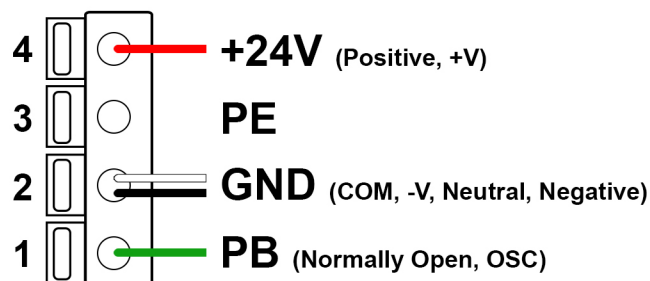 4 +24V (Positive, +V)
3 PE
2 GND (COM, -V, Neutral, Negative)
1 PB (Normally Open, OSC)